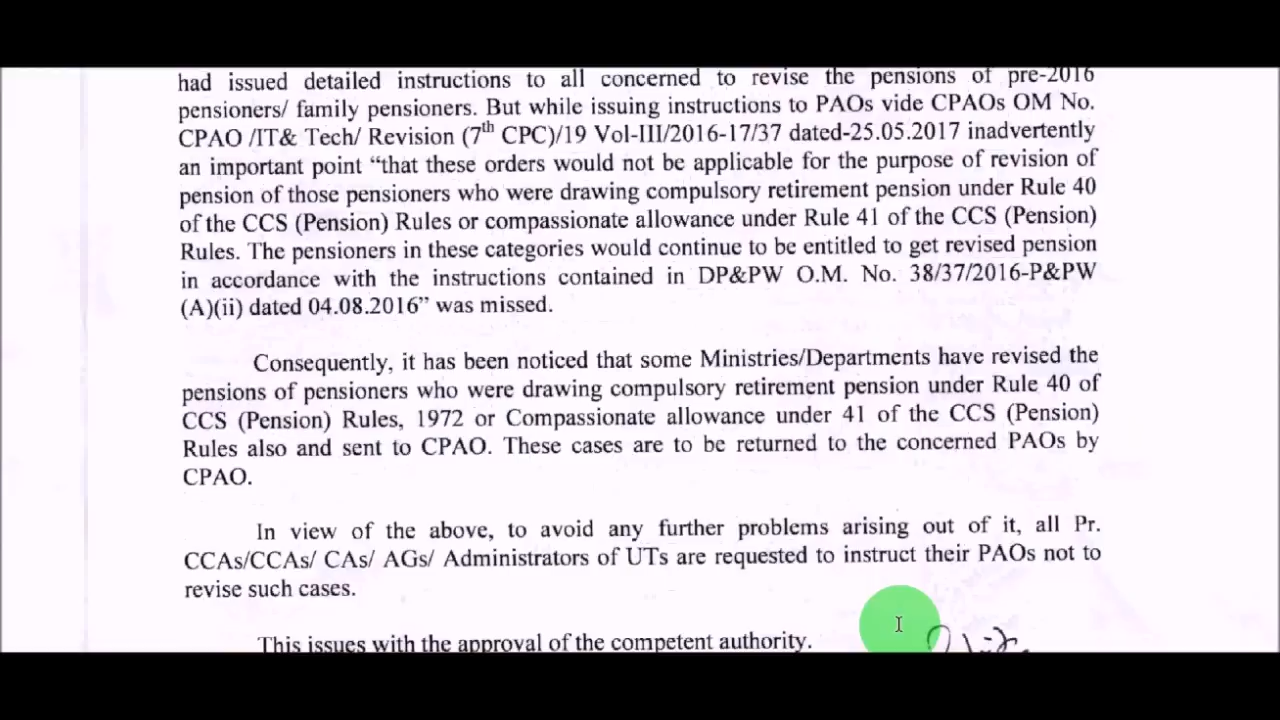 had issued detailed instructions to all concerned to revise the pensions of pre-2016
pensioners/ family pensioners. But while issuing instructions to PAOs vide CPAOs OM No.
CPAO /IT& Tech/ Revision (7th CPC)/19 Vol-III/2016-17/37 dated-25.05.2017 inadvertently
an important point “that these orders would not be applicable for the purpose of revision of
pension of those pensioners who were drawing compulsory retirement pension under Rule 40
of the CCS (Pension) Rules or compassionate allowance under Rule 41 of the CCS (Pension)
Rules. The pensioners in these categories would continue to be entitled to get revised pension
in accordance with the instructions contained in DP&PW O.M. No. 38/37/2016-P&PW
(A)(ii) dated 04.08.2016” was missed.
Consequently, it has been noticed that some Ministries/Departments have revised the
pensions of pensioners who were drawing compulsory retirement pension under Rule 40 of
CCS (Pension) Rules, 1972 or Compassionate allowance under 41 of the CCS (Pension)
Rules also and sent to CPAO. These cases are to be returned to the concerned PAOs by
CPAO.
In view of the above, to avoid any further problems arising out of it, all Pr.
CCAs/CCAs/ CAs/ AGs/ Administrators of UTs are requested to instruct their PAOs not to
revise such cases.
This issues with the approval of the competent authority.